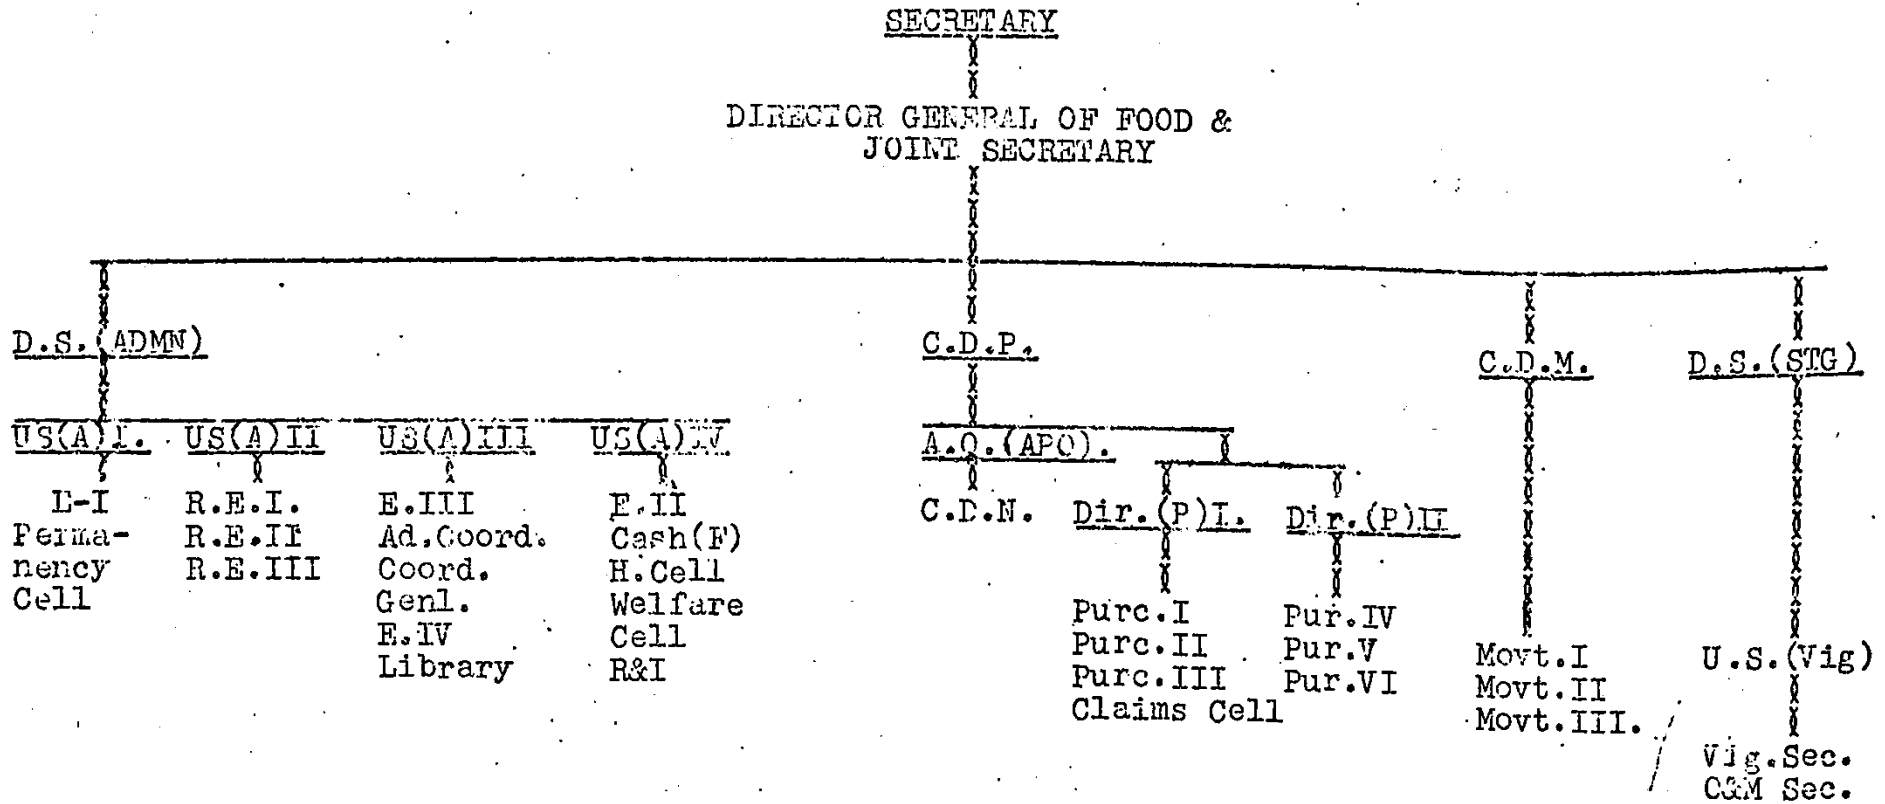 SECRETARY
DIRECTOR GENERAL OF FOOD &
JOINT SECRETARY
D.S.(ADMN)
C.D.P.
C.D.M.
D.S.(STG)
US(A)I.
US(A)II
US(A)III
US(A)IV
A.O.(APO).
E-I
Perma-
nency
Cell
R.E.I.
R.E.II
R.E.III
E.III
Ad.Coord.
Coord.
Genl.
E.IV
Library
E.II
Cash(F)
H.Cell
Welfare
Cell
R&I
C.D.N.
Dir.(P)I.
Dir.(P)II
Purc.I
Purc.II
Purc.III
Claims Cell
Pur.IV
Pur.V
Pur.VI
Movt.I
Movt.II
Movt.III.
U.S.(Vig)
Vig.Sec.
C&M Sec.